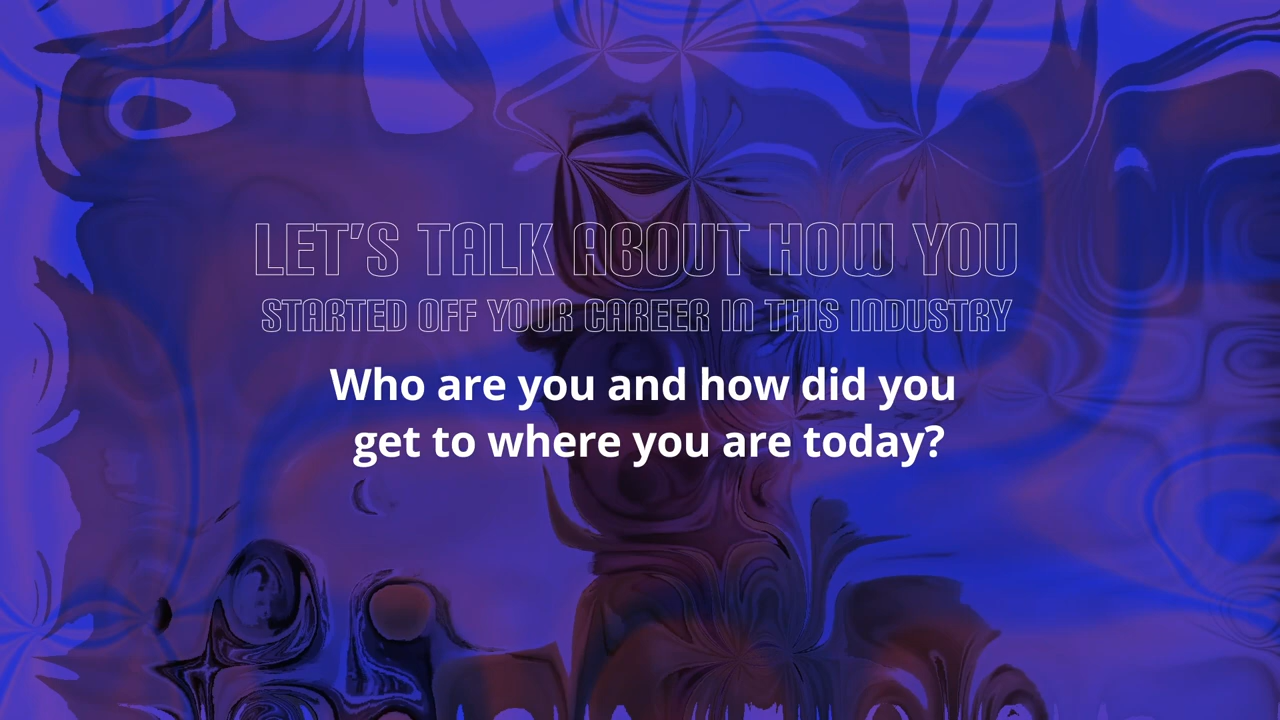 LET'S TALK ABOUT HOW YOU
STARTED OFF YOUR CAREER IN THIS INDUSTRY
Who are you and how did you
get to where you are today?